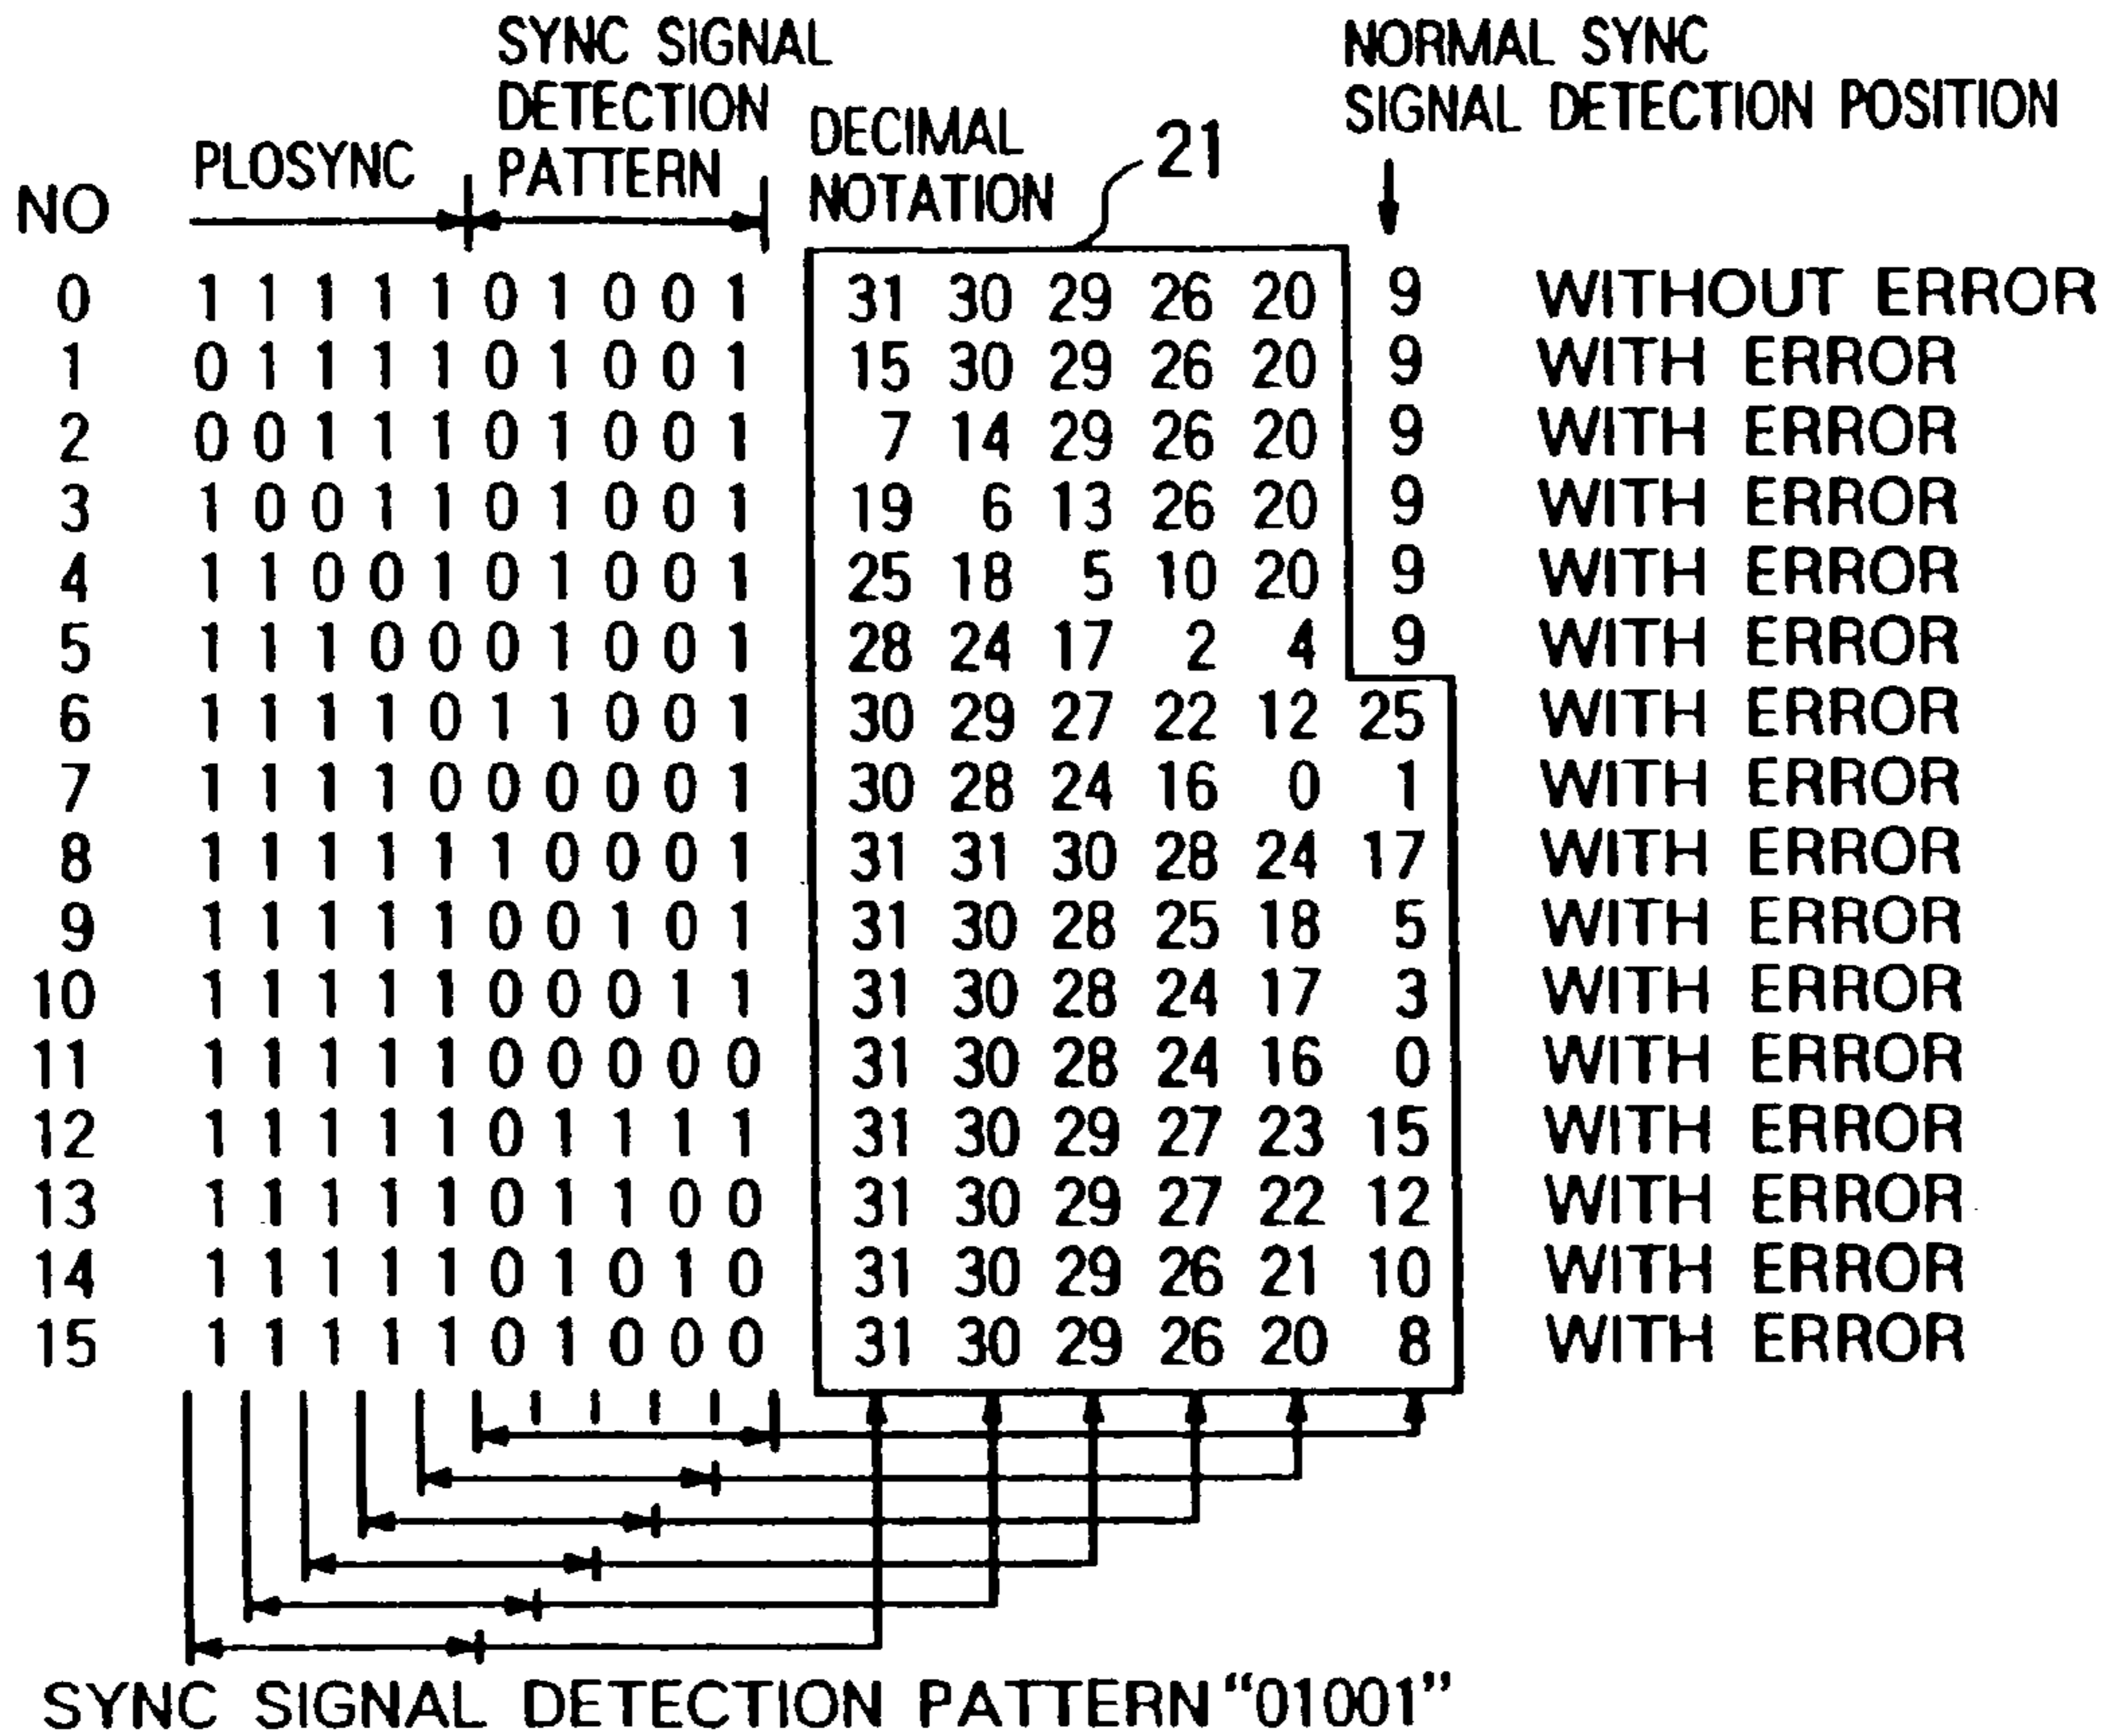 SYNC SIGNAL
DETECTION
PATTERN
NORMAL SYNC
SIGNAL DETECTION POSITION
PLOSYNC
DECIMAL
NOTATION
21
NO
0 1 1 1 1 1 0 1 0 0 1 31 30 29 26 20 9 WITHOUT ERROR
1 0 1 1 1 1 0 1 0 0 1 15 30 29 26 20 9 WITH ERROR
2 0 0 1 1 1 0 1 0 0 1 7 14 29 26 20 9 WITH ERROR
3 1 0 0 1 1 0 1 0 0 1 19 6 13 26 20 9 WITH ERROR
4 1 1 0 0 1 0 1 0 0 1 25 18 5 10 20 9 WITH ERROR
5 1 1 1 0 0 0 1 0 0 1 28 24 17 2 4 9 WITH ERROR
6 1 1 1 1 0 1 1 0 0 1 30 29 27 22 12 25 WITH ERROR
7 1 1 1 1 0 0 0 0 0 1 30 28 24 16 0 1 WITH ERROR
8 1 1 1 1 1 1 0 0 0 1 31 31 30 28 24 17 WITH ERROR
9 1 1 1 1 1 0 0 1 0 1 31 30 28 25 18 5 WITH ERROR
10 1 1 1 1 1 0 0 0 1 1 31 30 28 24 17 3 WITH ERROR
11 1 1 1 1 1 0 0 0 0 0 31 30 28 24 16 0 WITH ERROR
12 1 1 1 1 1 0 1 1 1 1 31 30 29 27 23 15 WITH ERROR
13 1 1 1 1 1 0 1 1 0 0 31 30 29 27 22 12 WITH ERROR
14 1 1 1 1 1 0 1 0 1 0 31 30 29 26 21 10 WITH ERROR
15 1 1 1 1 1 0 1 0 0 0 31 30 29 26 20 8 WITH ERROR
SYNC SIGNAL DETECTION PATTERN “01001”